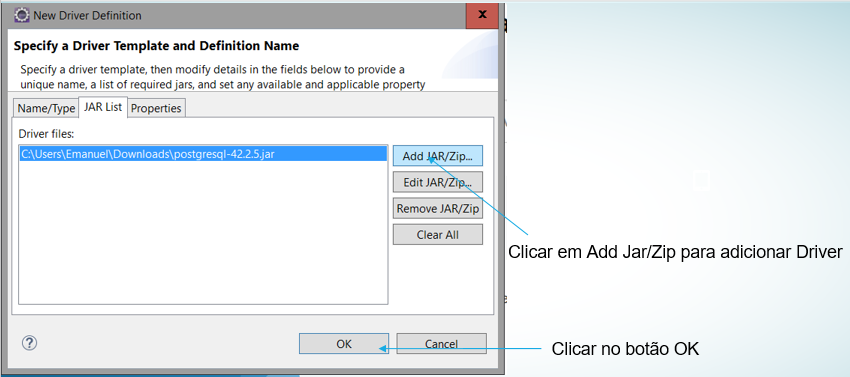 New Driver Definition
x
Specify a Driver Template and Definition Name
Specify a driver template, then modify details in the fields below to provide a
unique name, a list of required jars, and set any available and applicable property
Name/Type JAR List Properties
Driver files:
C:\Users\Emanuel\Downloads\postgresql-42.2.5.jar
Add JAR/Zip...
Edit JAR/Zip...
Remove JAR/Zip
Clear All
Clicar em Add Jar/Zip para adicionar Driver
? OK Cancel
Clicar no botão OK